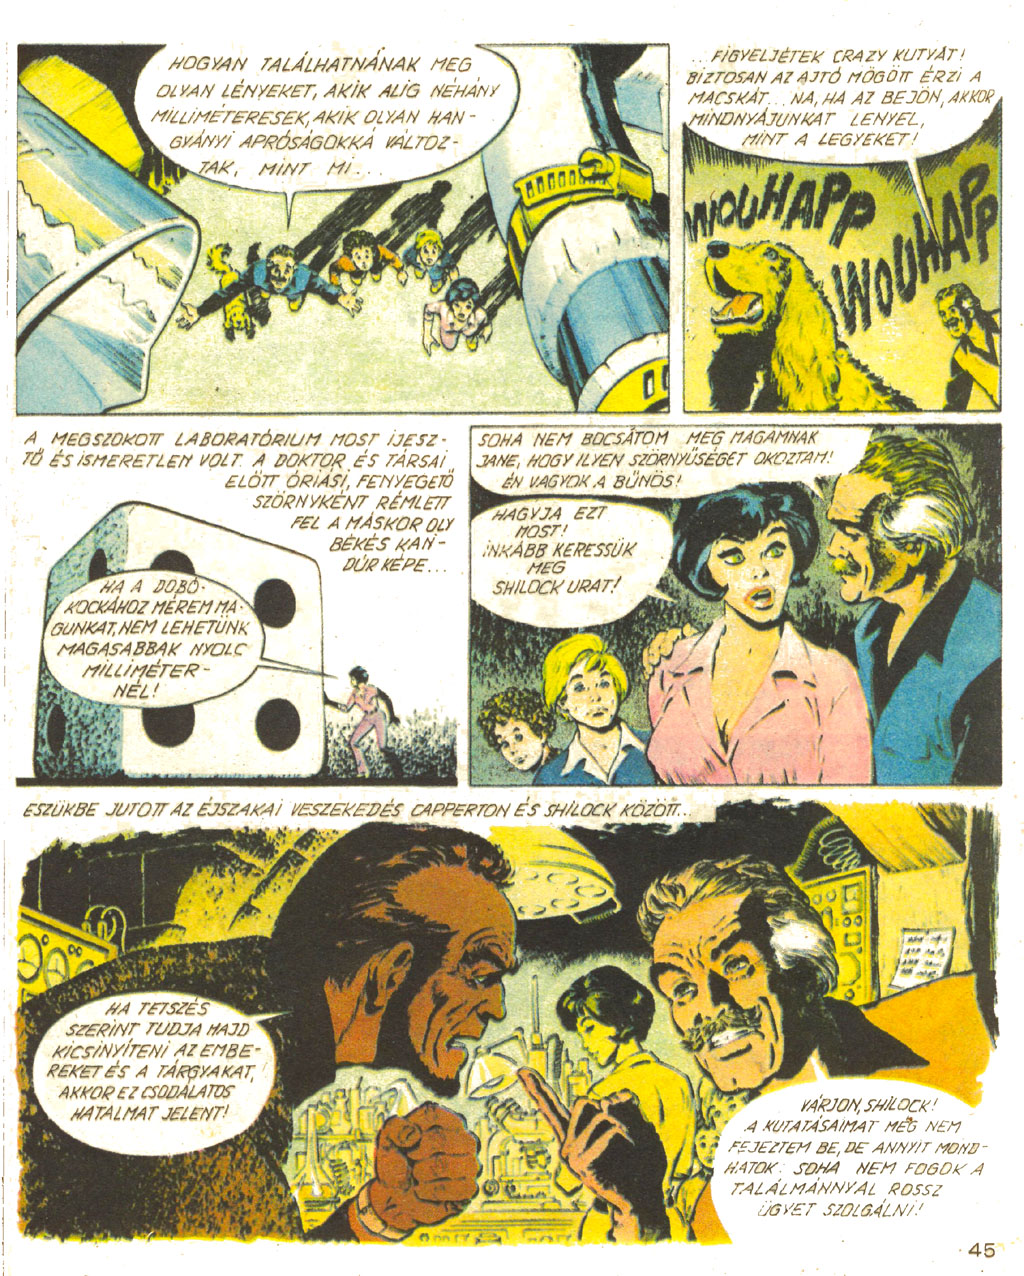 HOGYAN TALÁLHATNÁNAK MEG
OLYAN LÉNYEKET, AKIK ALIG NÉHÁNY
MILLIMÉTERESEK, AKIK OLYAN HAN-
GYÁNYI APRÓSÁGOKKÁ VÁLTOZ-
TAK, MINT MI...
...FIGYELJÉTEK CRAZY KUTYÁT!
BIZTOSAN AZ AJTÓ MÖGÖTT ÉRZI A
MACSKÁT... NA, HA AZ BEJÖN, AKKOR
MINDNYÁJUNKAT LENYEL,
MINT A LEGYEKET!
WOUHAPP
WOUHAPP
A MEGSZOKOTT LABORATÓRIUM MOST IJESZ-
TŐ ÉS ISMERETLEN VOLT. A DOKTOR ÉS TÁRSAI
ELŐTT ÓRIÁSI, FENYEGETŐ
SZÖRNYKÉNT RÉMLETT
FEL A MÁSKOR OLY
BÉKÉS KAN-
DÚR KÉPE...
HA A DOBÓ-
KOCKÁHOZ MÉREM MA-
GUNKAT, NEM LEHETÜNK
MAGASABBAK NYOLC
MILLIMÉTER-
NÉL!
SOHA NEM BOCSÁTOM MEG MAGAMNAK
JANE, HOGY ILYEN SZÖRNYŰSÉGET OKOZTAM!
ÉN VAGYOK A BŰNÖS!
HAGYJA EZT
MOST!
INKÁBB KERESSÜK
MEG
SHILOCK URAT!
ESZÜKBE JUTOTT AZ ÉJSZAKAI VESZEKEDÉS CAPPERTON ÉS SHILOCK KÖZÖTT...
HA TETSZÉS
SZERINT TUDJA MAJD
KICSINYÍTENI AZ EMBE-
REKET ÉS A TÁRGYAKAT,
AKKOR EZ CSODÁLATOS
HATALMAT JELENT!
VÁRJON, SHILOCK!
A KUTATÁSAIMAT MÉG NEM
FEJEZTEM BE, DE ANNYIT MOND-
HATOK: SOHA NEM FOGOK A
TALÁLMÁNNYAL ROSSZ
ÜGYET SZOLGÁLNI!
45